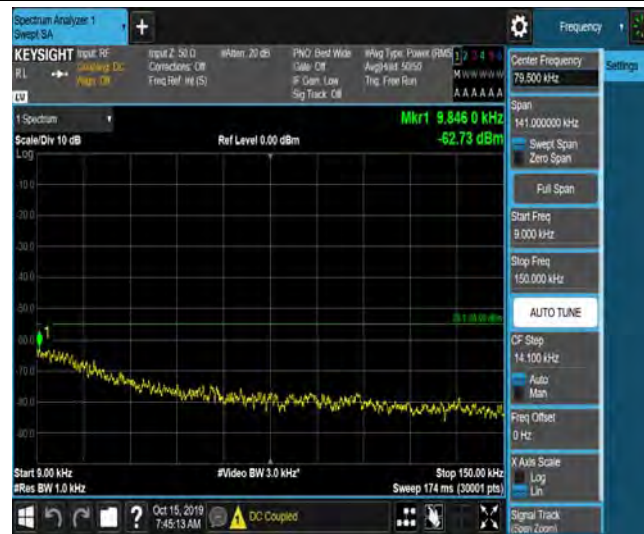 Spectrum Analyzer 1
Swept SA
+
Frequency
KEYSIGHT
Input: RF
Coupling: DC
Align: Off
Input Z: 50 Ω
Corrections: Off
Freq Ref: Int (S)
#Atten: 20 dB
PNO: Best Wide
Gate: Off
IF Gain: Low
Sig Track: Off
#Avg Type: Power (RMS)
Avg|Hold: 50/50
Trig: Free Run
1 2 3 4 5 6
M W W W W W
A A A A A A
RL
LV
1 Spectrum
Scale/Div 10 dB
Ref Level 0.00 dBm
Mkr1 9.846 0 kHz
-62.73 dBm
Log
-10.0
-20.0
-30.0
-40.0
-50.0
-60.0
-70.0
-80.0
-90.0
1
Start 9.00 kHz
#Res BW 1.0 kHz
#Video BW 3.0 kHz*
Stop 150.00 kHz
Sweep 174 ms (30001 pts)
Center Frequency
79.500 kHz
Settings
Span
141.000000 kHz
Swept Span
Zero Span
Full Span
Start Freq
9.000 kHz
Stop Freq
150.000 kHz
AUTO TUNE
CF Step
14.100 kHz
Auto
Man
Freq Offset
0 Hz
X Axis Scale
Log
Lin
Signal Track
(Span Zoom)
?
Oct 15, 2019
7:45:13 AM
DC Coupled